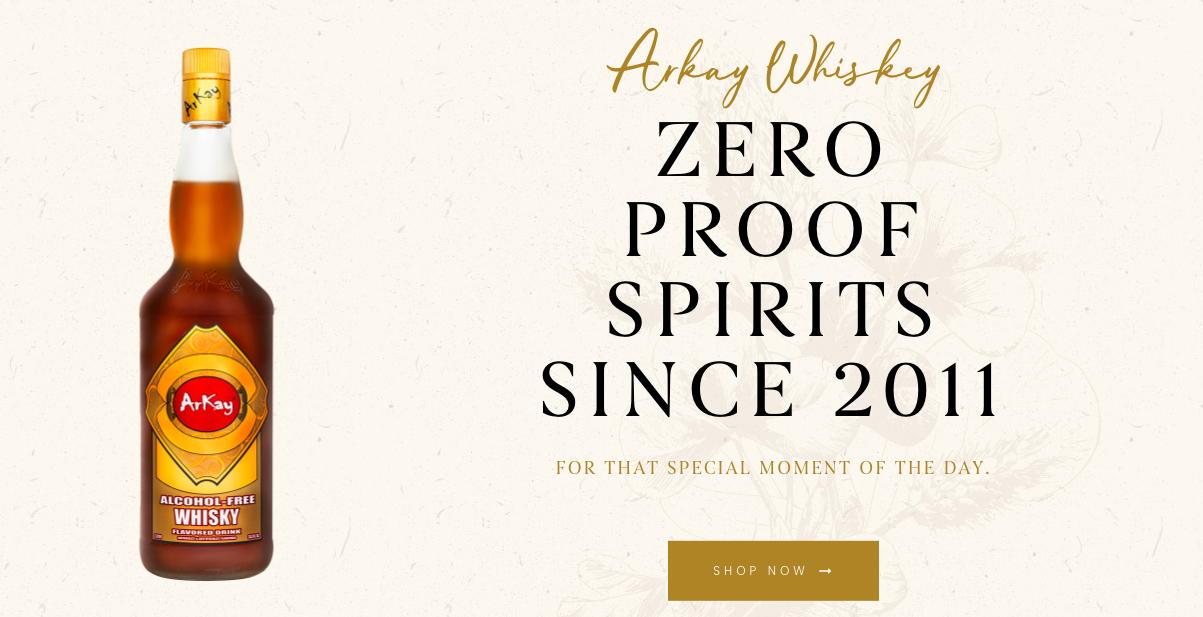 Arkay Whiskey
ZERO
PROOF
SPIRITS
SINCE 2011
FOR THAT SPECIAL MOMENT OF THE DAY.
SHOP NOW →
ArKay
ArKay
ArKay
ALCOHOL-FREE
WHISKY
FLAVORED DRINK